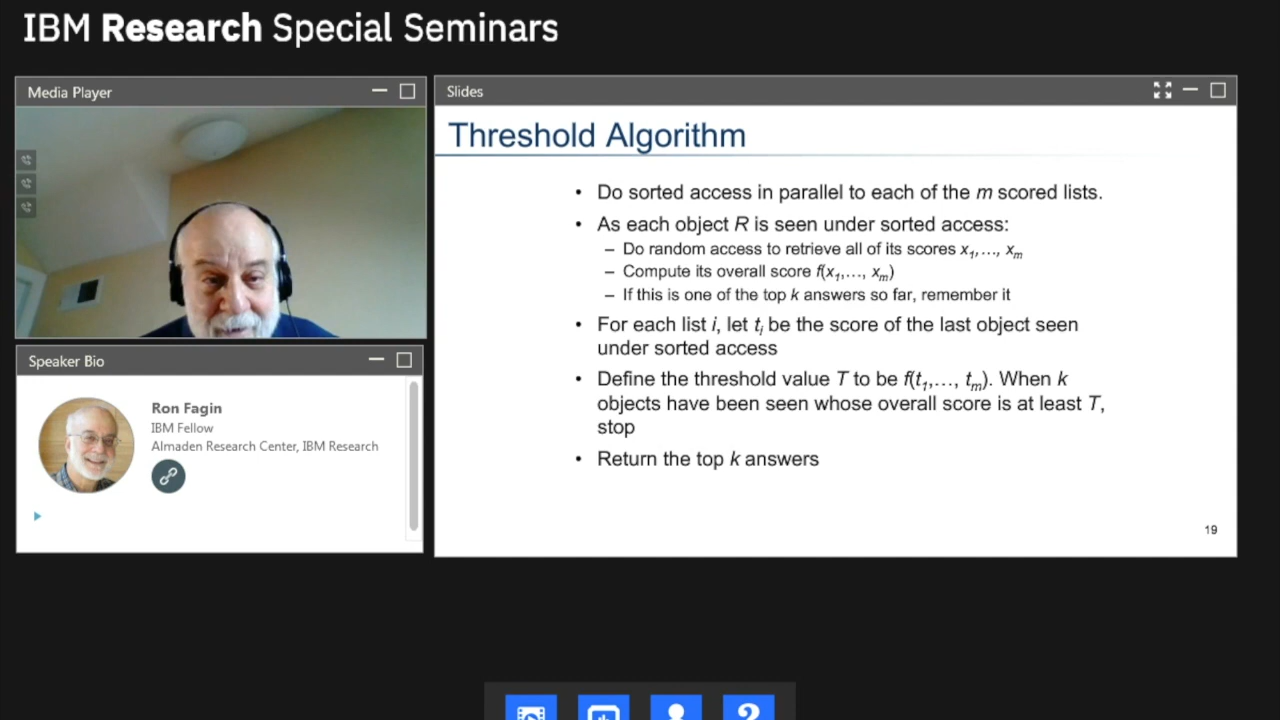 IBM Research Special Seminars
Media Player
Slides
Threshold Algorithm
• Do sorted access in parallel to each of the m scored lists.
• As each object R is seen under sorted access:
– Do random access to retrieve all of its scores x1,…, xm
– Compute its overall score f(x1,…, xm)
– If this is one of the top k answers so far, remember it
• For each list i, let ti be the score of the last object seen
under sorted access
• Define the threshold value T to be f(t1,…, tm). When k
objects have been seen whose overall score is at least T,
stop
• Return the top k answers
19
Speaker Bio
Ron Fagin
IBM Fellow
Almaden Research Center, IBM Research
?